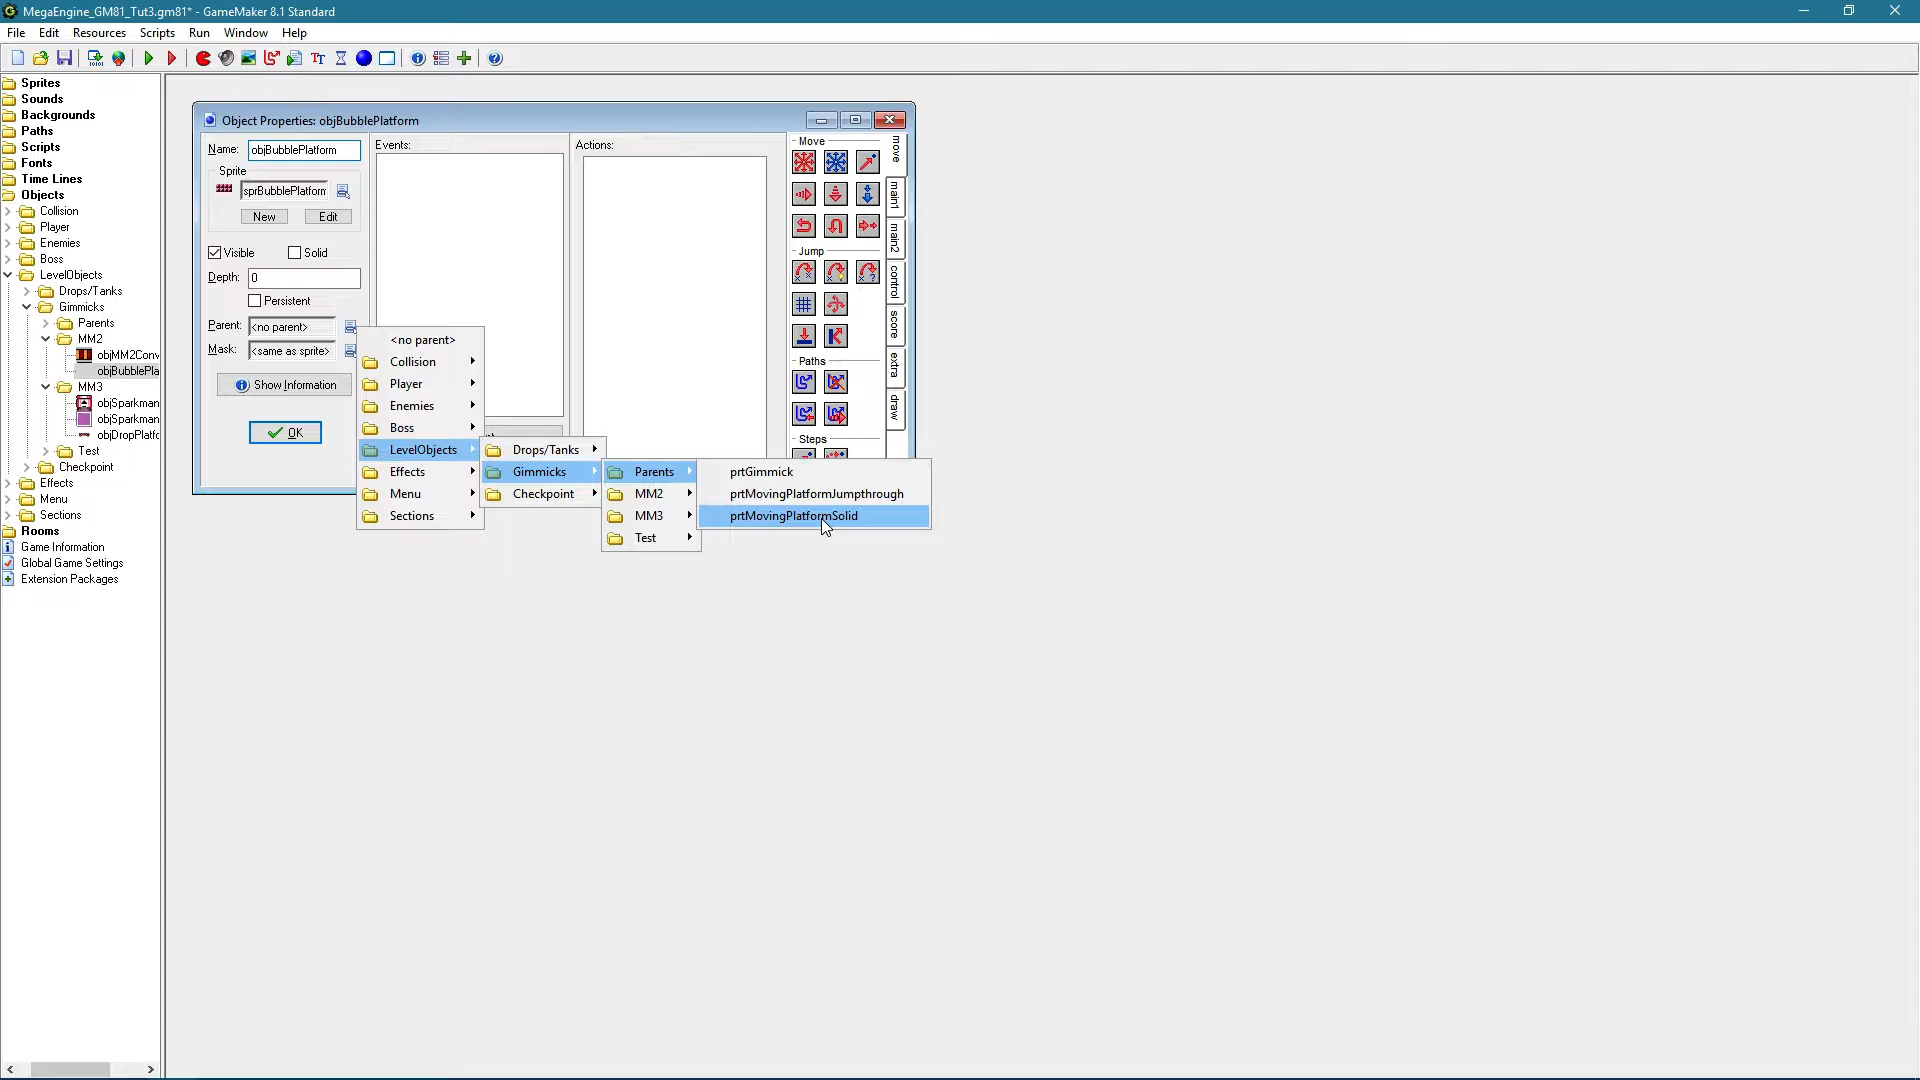 MegaEngine_GM81_Tut3.gm81* - GameMaker 8.1 Standard
File Edit Resources Scripts Run Window Help
Sprites
Sounds
Backgrounds
Paths
Scripts
Fonts
Time Lines
Objects
Collision
Player
Enemies
Boss
LevelObjects
Drops/Tanks
Gimmicks
Parents
MM2
objMM2Conv
objBubblePla
MM3
objSparkman
objSparkman
objDropPlatfo
Test
Checkpoint
Effects
Menu
Sections
Rooms
Game Information
Global Game Settings
Extension Packages
Object Properties: objBubblePlatform
Name: objBubblePlatform
Sprite
sprBubblePlatform
New Edit
Visible Solid
Depth: 0
Persistent
Parent: <no parent>
Mask: <same as sprite>
Show Information
OK
Events:
Actions:
Move
Jump
Paths
Steps
move
main1
main2
control
score
extra
draw
<no parent>
Collision
Player
Enemies
Boss
LevelObjects
Effects
Menu
Sections
Drops/Tanks
Gimmicks
Checkpoint
Parents
MM2
MM3
Test
prtGimmick
prtMovingPlatformJumpthrough
prtMovingPlatformSolid